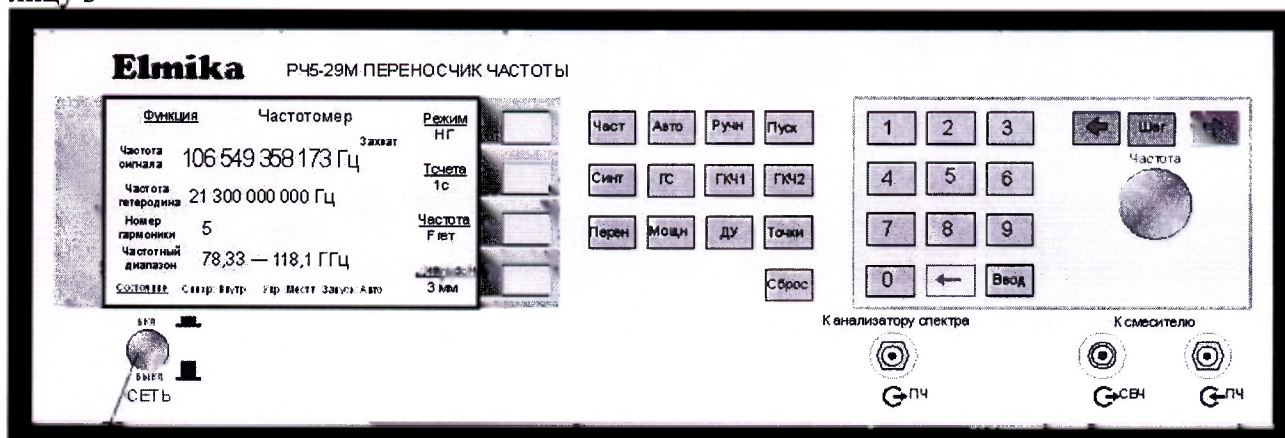 лицу 3
Elmika РЧ5-29М ПЕРЕНОСЧИК ЧАСТОТЫ
Функция Частотомер Режим
НГ
Захват
Частота сигнала 106 549 358 173 Гц
Тсчета
1с
Частота гетеродина 21 300 000 000 Гц
Номер гармоники 5
Частота
Fгет
Частотный диапазон 78,33 — 118,1 ГГц
3 мм
Состояние Синхр: Внутр Упр: Местн Запуск: Авто
Част Авто Ручн Пуск
Синт ГС ГКЧ1 ГКЧ2
Перен Мощн ДУ Точки
Сброс
1 2 3
4 5 6
7 8 9
0 ← Ввод
Шаг
Частота
ВКЛ
ВЫКЛ
СЕТЬ
К анализатору спектра К смесителю
ПЧ СВЧ ПЧ